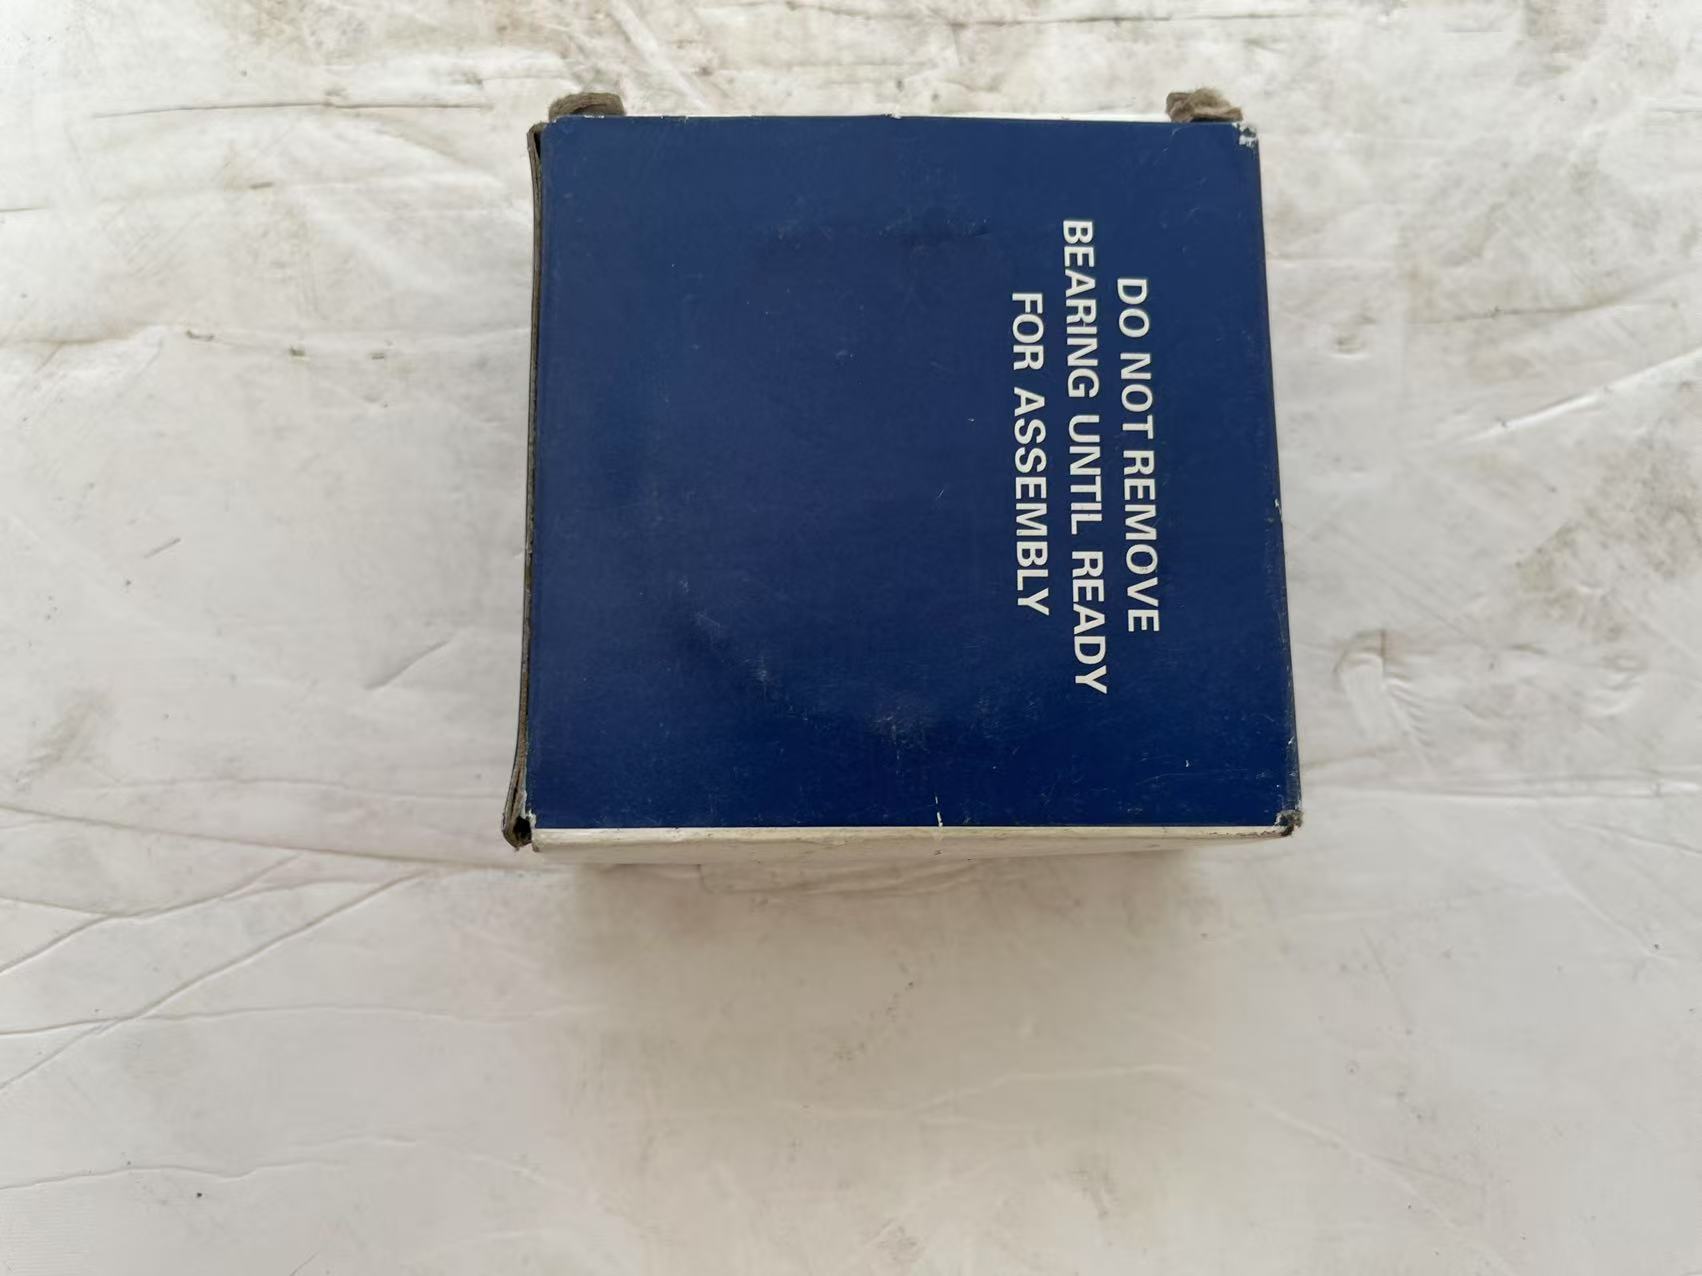 DO NOT REMOVE
BEARING UNTIL READY
FOR ASSEMBLY